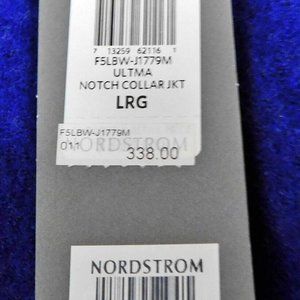 7 13259 62116 1
F5LBW-J1779M
ULTMA
NOTCH COLLAR JKT
LRG
F5LBW-J1779M
011
NORDSTROM
338.00
NORDSTROM